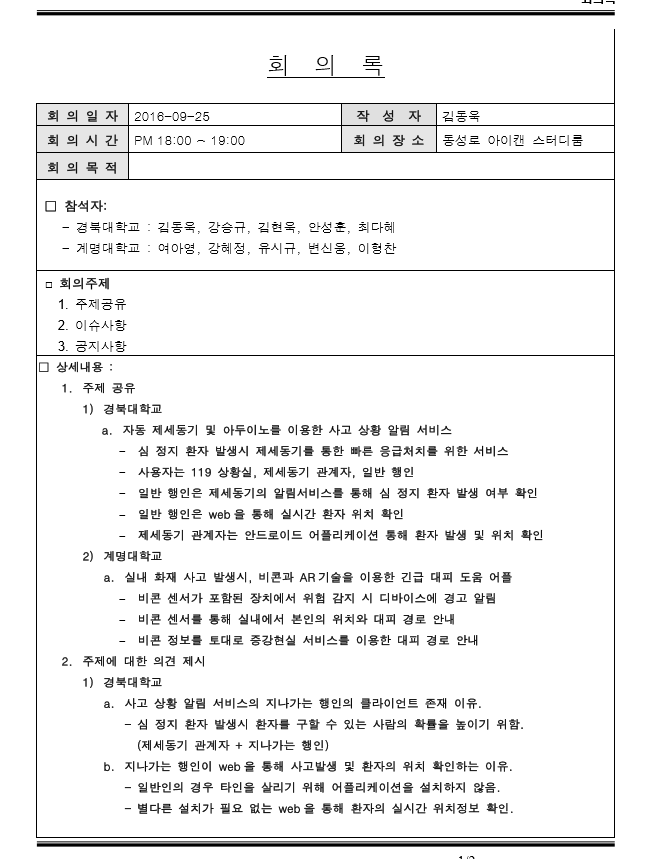 회 의 록
회 의 일 자 2016-09-25 작 성 자 김동욱
회 의 시 간 PM 18:00 ~ 19:00 회 의 장 소 동성로 아이캔 스터디룸
회 의 목 적
□ 참석자:
- 경북대학교 : 김동욱, 강승규, 김현욱, 안성훈, 최다혜
- 계명대학교 : 여아영, 강혜정, 유시규, 변신웅, 이형찬
□ 회의주제
1. 주제공유
2. 이슈사항
3. 공지사항
□ 상세내용 :
1. 주제 공유
1) 경북대학교
a. 자동 제세동기 및 아두이노를 이용한 사고 상황 알림 서비스
- 심 정지 환자 발생시 제세동기를 통한 빠른 응급처치를 위한 서비스
- 사용자는 119 상황실, 제세동기 관계자, 일반 행인
- 일반 행인은 제세동기의 알림서비스를 통해 심 정지 환자 발생 여부 확인
- 일반 행인은 web을 통해 실시간 환자 위치 확인
- 제세동기 관계자는 안드로이드 어플리케이션 통해 환자 발생 및 위치 확인
2) 계명대학교
a. 실내 화재 사고 발생시, 비콘과 AR기술을 이용한 긴급 대피 도움 어플
- 비콘 센서가 포함된 장치에서 위험 감지 시 디바이스에 경고 알림
- 비콘 센서를 통해 실내에서 본인의 위치와 대피 경로 안내
- 비콘 정보를 토대로 증강현실 서비스를 이용한 대피 경로 안내
2. 주제에 대한 의견 제시
1) 경북대학교
a. 사고 상황 알림 서비스의 지나가는 행인의 클라이언트 존재 이유.
- 심 정지 환자 발생시 환자를 구할 수 있는 사람의 확률을 높이기 위함.
(제세동기 관계자 + 지나가는 행인)
b. 지나가는 행인이 web을 통해 사고발생 및 환자의 위치 확인하는 이유.
- 일반인의 경우 타인을 살리기 위해 어플리케이션을 설치하지 않음.
- 별다른 설치가 필요 없는 web을 통해 환자의 실시간 위치정보 확인.